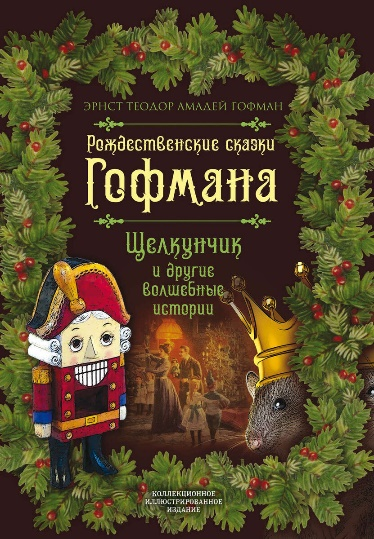 ЭРНСТ ТЕОДОР АМАДЕЙ ГОФМАН
Рождественские сказки
Гофмана
Щелкунчик
и другие
волшебные
истории
КОЛЛЕКЦИОННОЕ
ИЛЛЮСТРИРОВАННОЕ
ИЗДАНИЕ